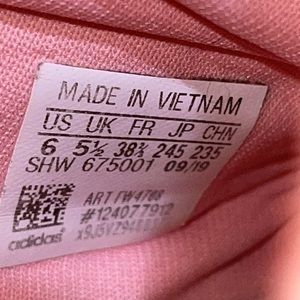 MADE IN VIETNAM
US UK FR JP CHN
6 5½ 38⅔ 245 235
SHW 675001 09/19
ART FW4788
#124077912
adidas